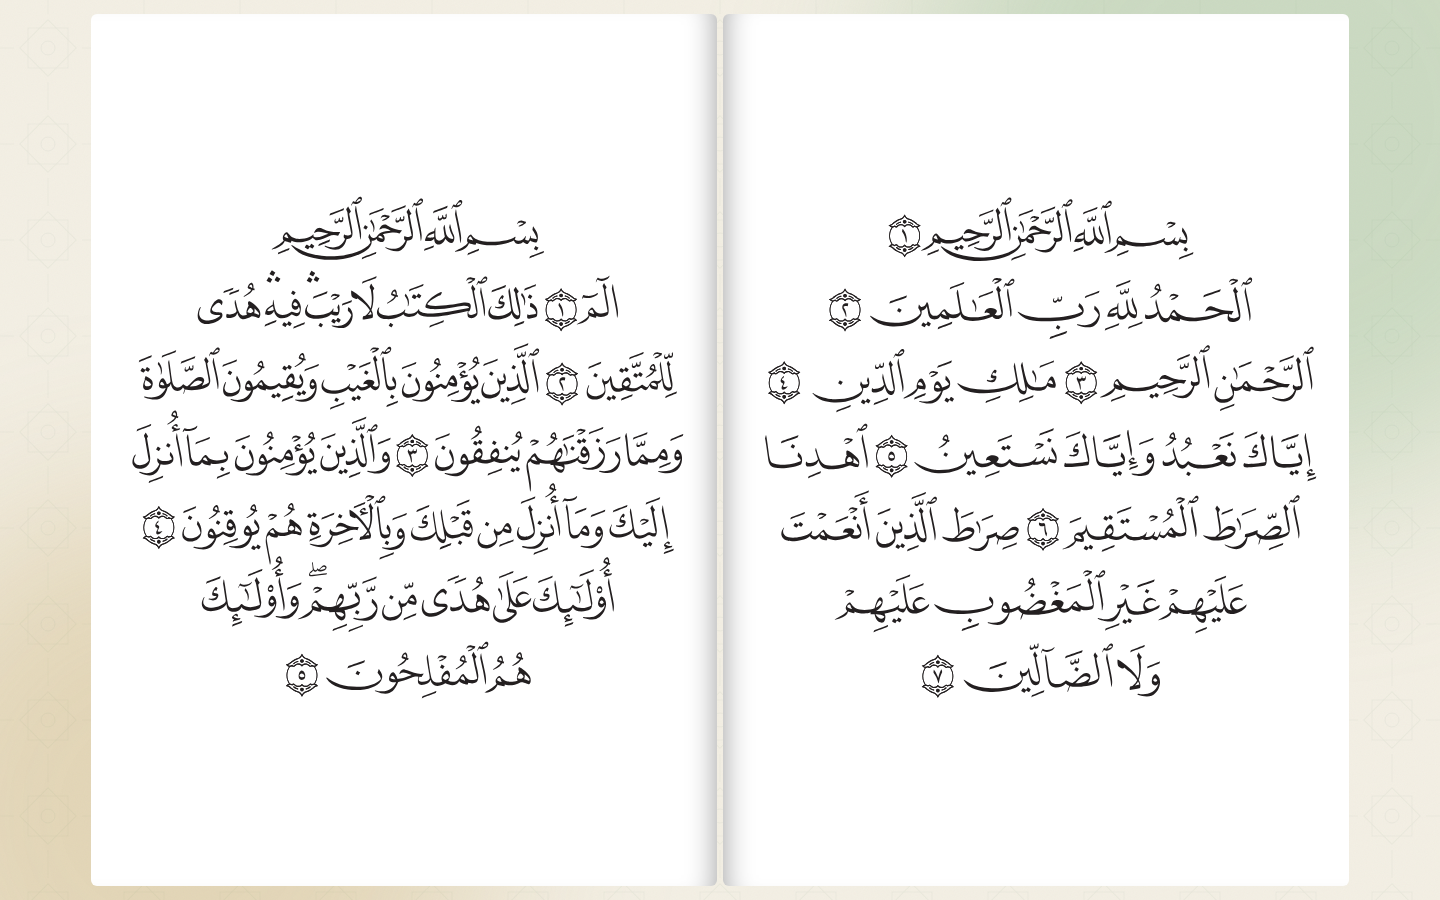 بِسْمِ ٱللَّهِ ٱلرَّحْمَٰنِ ٱلرَّحِيمِ ١
ٱلْحَمْدُ لِلَّهِ رَبِّ ٱلْعَٰلَمِينَ ٢
ٱلرَّحْمَٰنِ ٱلرَّحِيمِ ٣ مَٰلِكِ يَوْمِ ٱلدِّينِ ٤
إِيَّاكَ نَعْبُدُ وَإِيَّاكَ نَسْتَعِينُ ٥ ٱهْدِنَا
ٱلصِّرَٰطَ ٱلْمُسْتَقِيمَ ٦ صِرَٰطَ ٱلَّذِينَ أَنْعَمْتَ
عَلَيْهِمْ غَيْرِ ٱلْمَغْضُوبِ عَلَيْهِمْ
وَلَا ٱلضَّآلِّينَ ٧
بِسْمِ ٱللَّهِ ٱلرَّحْمَٰنِ ٱلرَّحِيمِ
الٓمٓ ١ ذَٰلِكَ ٱلْكِتَٰبُ لَا رَيْبَ ۛ فِيهِ ۛ هُدًى
لِّلْمُتَّقِينَ ٢ ٱلَّذِينَ يُؤْمِنُونَ بِٱلْغَيْبِ وَيُقِيمُونَ ٱلصَّلَوٰةَ
وَمِمَّا رَزَقْنَٰهُمْ يُنفِقُونَ ٣ وَٱلَّذِينَ يُؤْمِنُونَ بِمَآ أُنزِلَ
إِلَيْكَ وَمَآ أُنزِلَ مِن قَبْلِكَ وَبِٱلْأَخِرَةِ هُمْ يُوقِنُونَ ٤
أُوْلَٰٓئِكَ عَلَىٰ هُدًى مِّن رَّبِّهِمْ ۖ وَأُوْلَٰٓئِكَ
هُمُ ٱلْمُفْلِحُونَ ٥